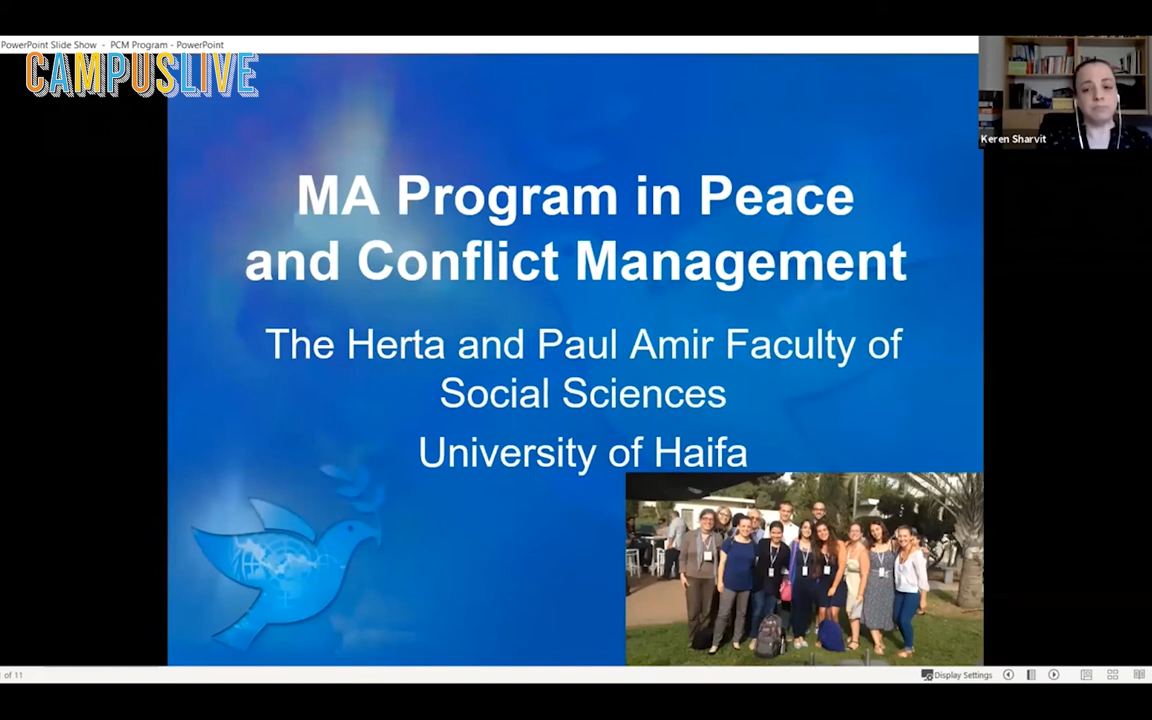 PowerPoint Slide Show - PCM Program - PowerPoint
CAMPUSLIVE
Keren Sharvit
MA Program in Peace
and Conflict Management
The Herta and Paul Amir Faculty of
Social Sciences
University of Haifa
of 11
Display Settings